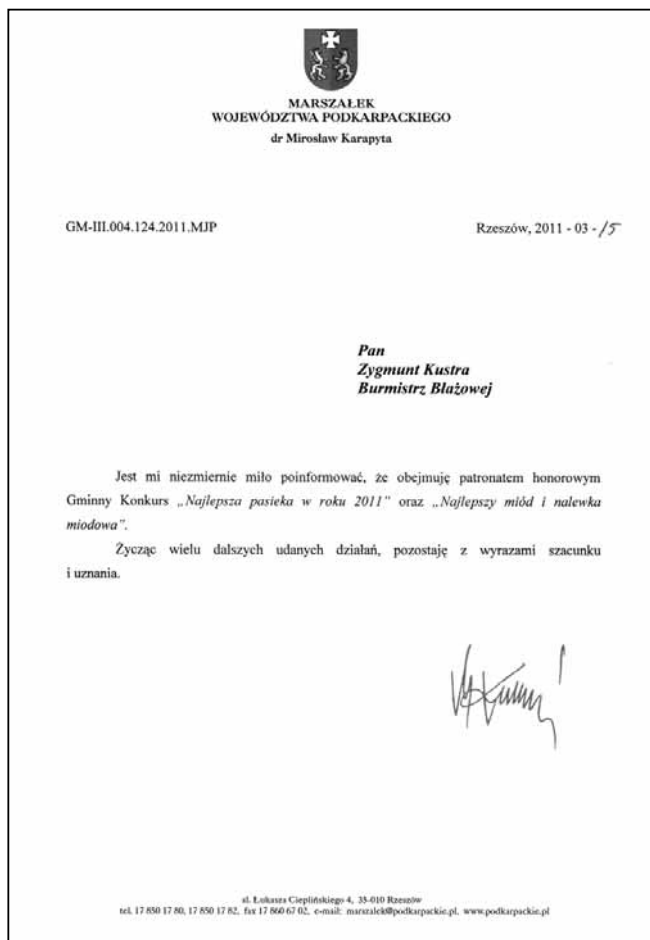 MARSZAŁEK
WOJEWÓDZTWA PODKARPACKIEGO
dr Mirosław Karapyta
GM-III.004.124.2011.MJP Rzeszów, 2011 - 03 - 15
Pan
Zygmunt Kustra
Burmistrz Błażowej
Jest mi niezmiernie miło poinformować, że obejmuję patronatem honorowym
Gminny Konkurs „Najlepsza pasieka w roku 2011” oraz „Najlepszy miód i nalewka
miodowa”.
Życząc wielu dalszych udanych działań, pozostaję z wyrazami szacunku
i uznania.
al. Łukasza Cieplińskiego 4, 35-010 Rzeszów
tel. 17 850 17 80, 17 850 17 82, fax 17 860 67 02, e-mail: marszalek@podkarpackie.pl, www.podkarpackie.pl